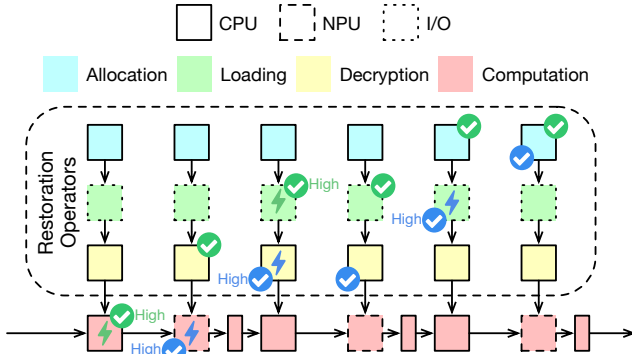 CPU NPU I/O
Allocation Loading Decryption Computation
Restoration
Operators
High
High
High
High
High